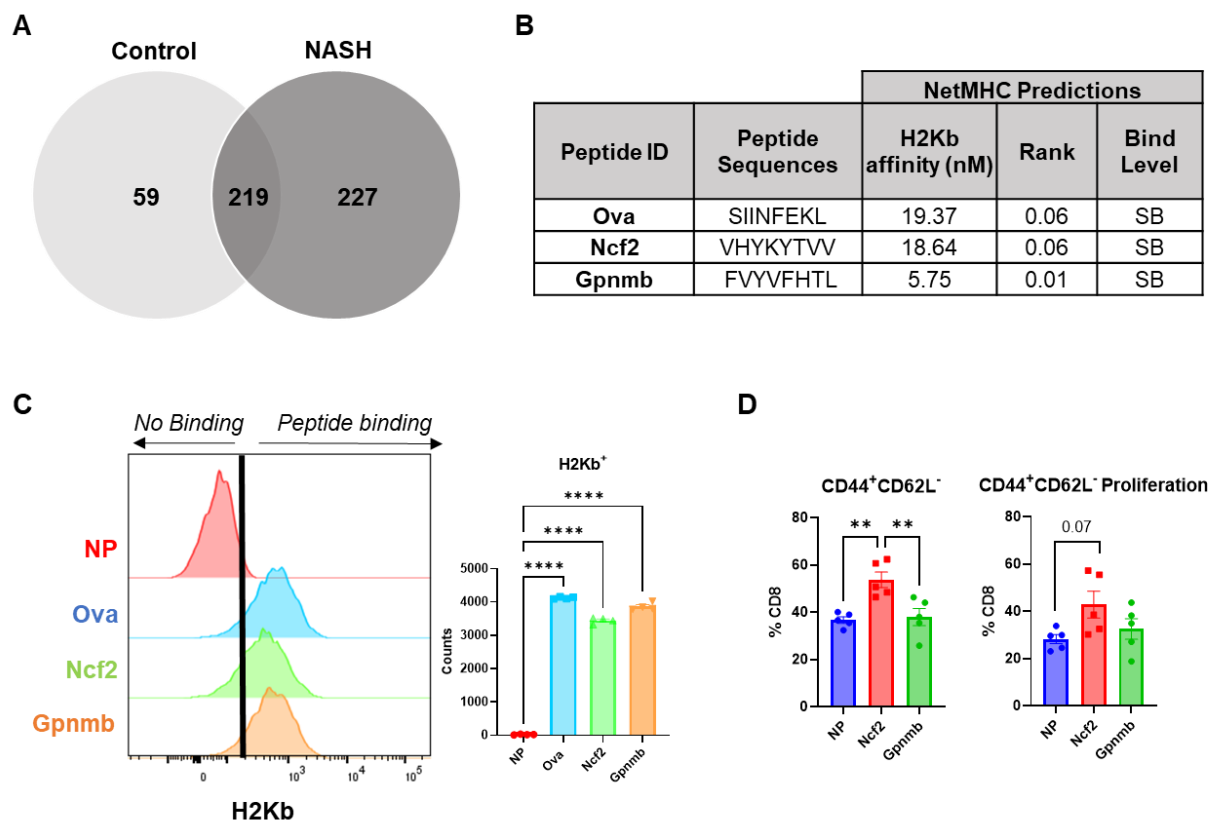 A
Control
NASH
59
219
227
B
NetMHC Predictions
Peptide ID
Peptide
Sequences
H2Kb
affinity (nM)
Rank
Bind
Level
Ova SIINFEKL 19.37 0.06 SB
Ncf2 VHYKYTVV 18.64 0.06 SB
Gpnmb FVYVFHTL 5.75 0.01 SB
C
No Binding Peptide binding
NP
Ova
Ncf2
Gpnmb
0 10³ 10⁴ 10⁵
H2Kb
H2Kb⁺
****
****
****
Counts
5000
4000
3000
2000
1000
0
NP Ova Ncf2 Gpnmb
D
CD44⁺CD62L⁻
** **
% CD8
80
60
40
20
0
NP Ncf2 Gpnmb
CD44⁺CD62L⁻ Proliferation
0.07
% CD8
80
60
40
20
0
NP Ncf2 Gpnmb